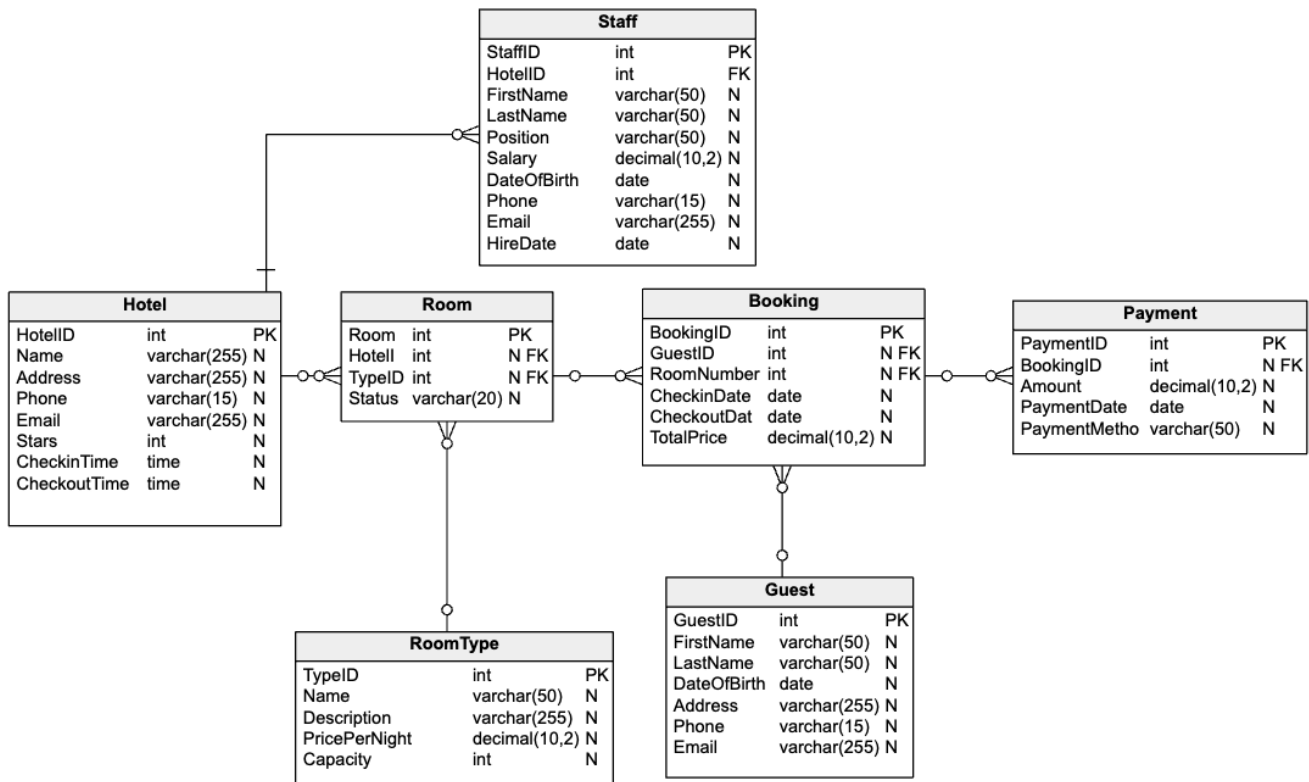 Staff
StaffID int PK
HotelID int FK
FirstName varchar(50) N
LastName varchar(50) N
Position varchar(50) N
Salary decimal(10,2) N
DateOfBirth date N
Phone varchar(15) N
Email varchar(255) N
HireDate date N
Hotel
HotelID int PK
Name varchar(255) N
Address varchar(255) N
Phone varchar(15) N
Email varchar(255) N
Stars int N
CheckinTime time N
CheckoutTime time N
Room
Room int PK
HotelI int N FK
TypeID int N FK
Status varchar(20) N
Booking
BookingID int PK
GuestID int N FK
RoomNumber int N FK
CheckinDate date N
CheckoutDat date N
TotalPrice decimal(10,2) N
Payment
PaymentID int PK
BookingID int N FK
Amount decimal(10,2) N
PaymentDate date N
PaymentMetho varchar(50) N
RoomType
TypeID int PK
Name varchar(50) N
Description varchar(255) N
PricePerNight decimal(10,2) N
Capacity int N
Guest
GuestID int PK
FirstName varchar(50) N
LastName varchar(50) N
DateOfBirth date N
Address varchar(255) N
Phone varchar(15) N
Email varchar(255) N